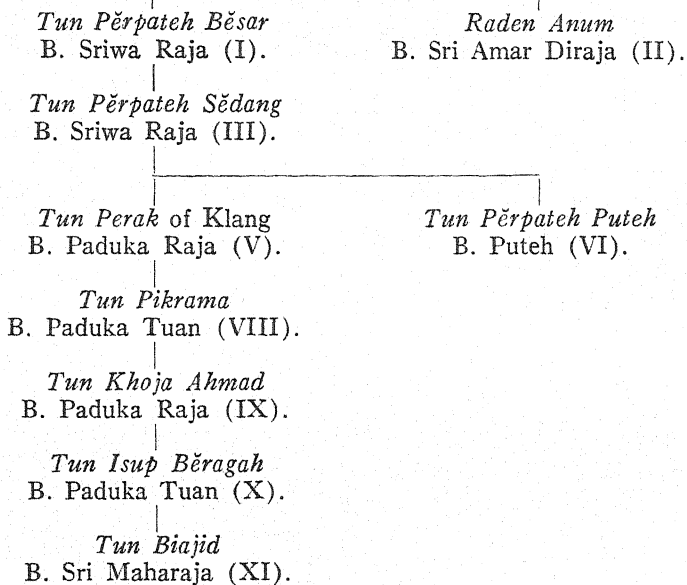 Tun Pĕrpateh Bĕsar
B. Sriwa Raja (I).
Raden Anum
B. Sri Amar Diraja (II).
Tun Pĕrpateh Sĕdang
B. Sriwa Raja (III).
Tun Perak of Klang
B. Paduka Raja (V).
Tun Pĕrpateh Puteh
B. Puteh (VI).
Tun Pikrama
B. Paduka Tuan (VIII).
Tun Khoja Ahmad
B. Paduka Raja (IX).
Tun Isup Bĕragah
B. Paduka Tuan (X).
Tun Biajid
B. Sri Maharaja (XI).